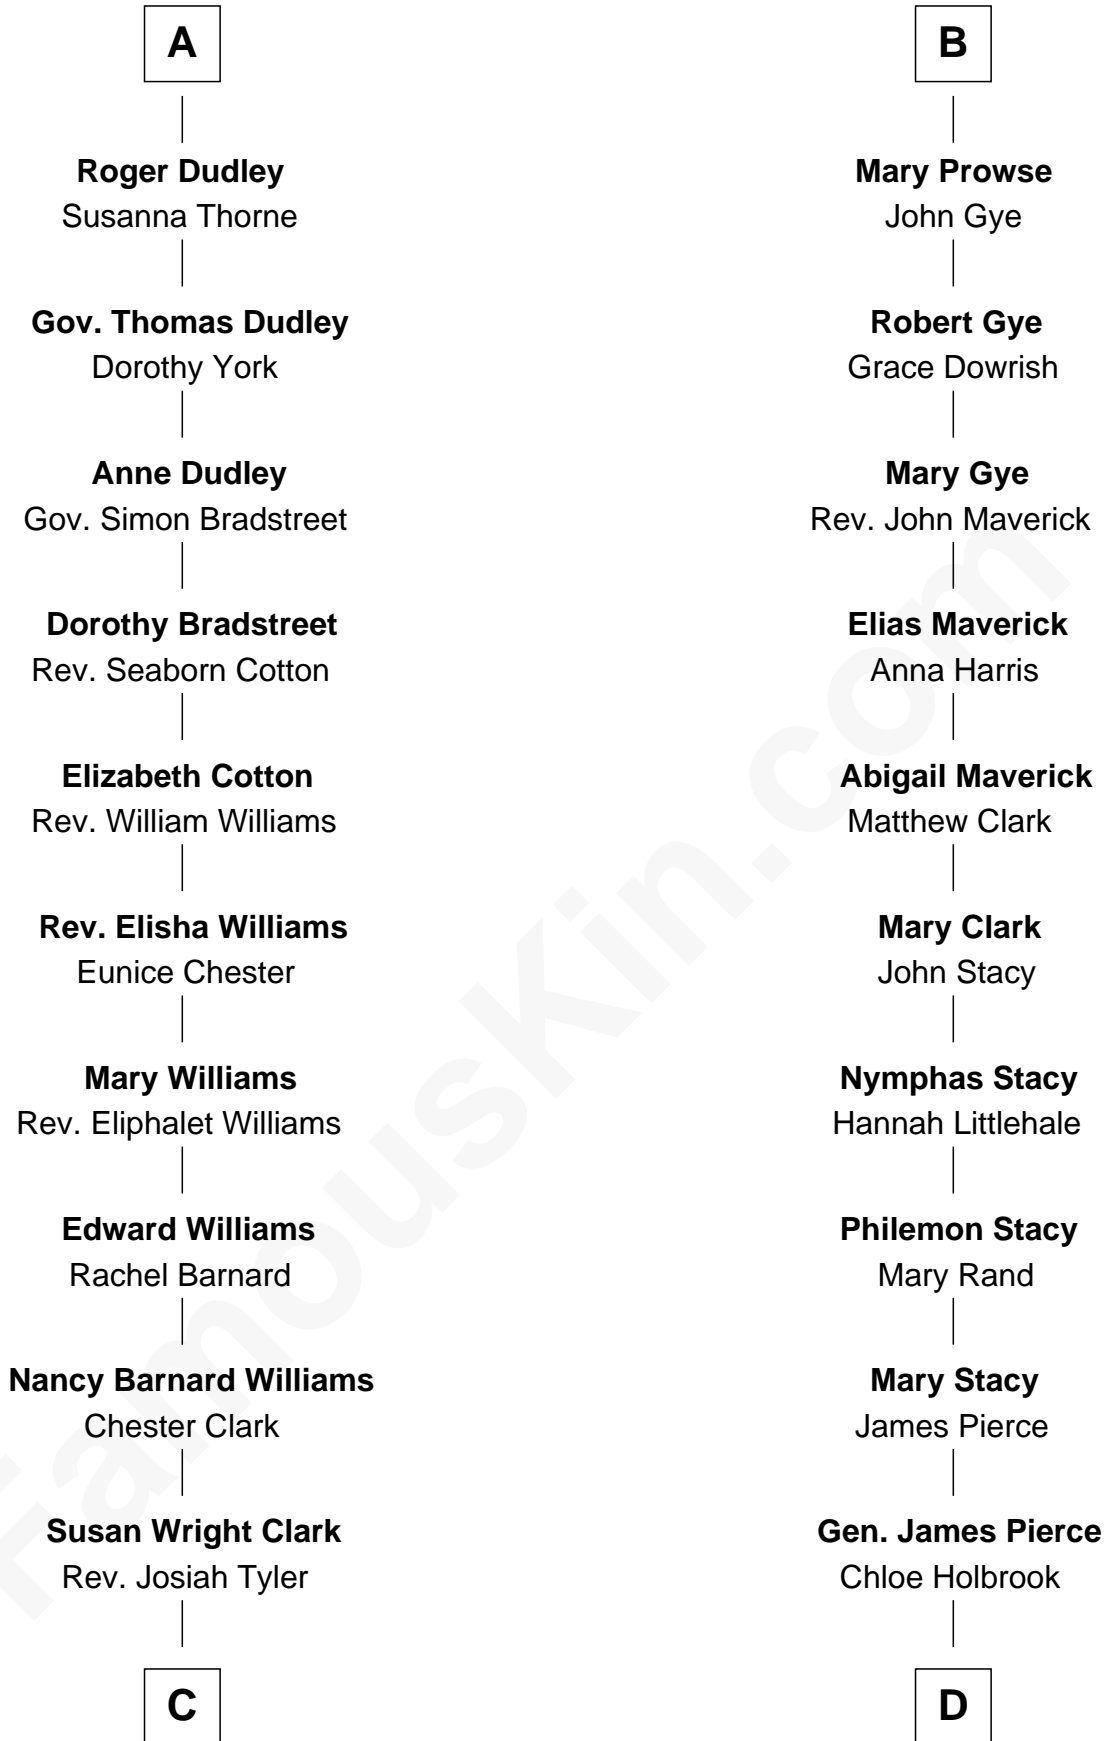 A
Roger Dudley
Susanna Thorne
Gov. Thomas Dudley
Dorothy York
Anne Dudley
Gov. Simon Bradstreet
Dorothy Bradstreet
Rev. Seaborn Cotton
Elizabeth Cotton
Rev. William Williams
Rev. Elisha Williams
Eunice Chester
Mary Williams
Rev. Eliphalet Williams
Edward Williams
Rachel Barnard
Nancy Barnard Williams
Chester Clark
Susan Wright Clark
Rev. Josiah Tyler
C
B
Mary Prowse
John Gye
Robert Gye
Grace Dowrish
Mary Gye
Rev. John Maverick
Elias Maverick
Anna Harris
Abigail Maverick
Matthew Clark
Mary Clark
John Stacy
Nymphas Stacy
Hannah Littlehale
Philemon Stacy
Mary Rand
Mary Stacy
James Pierce
Gen. James Pierce
Chloe Holbrook
D
FamousKin.com